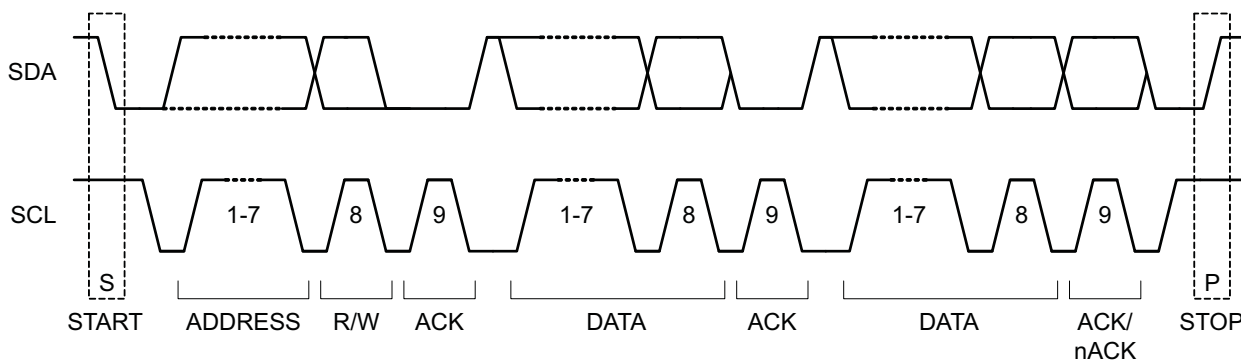 SDA
SCL
1-7 8 9 1-7 8 9 1-7 8 9
S P
START ADDRESS R/W ACK DATA ACK DATA ACK/ STOP
nACK